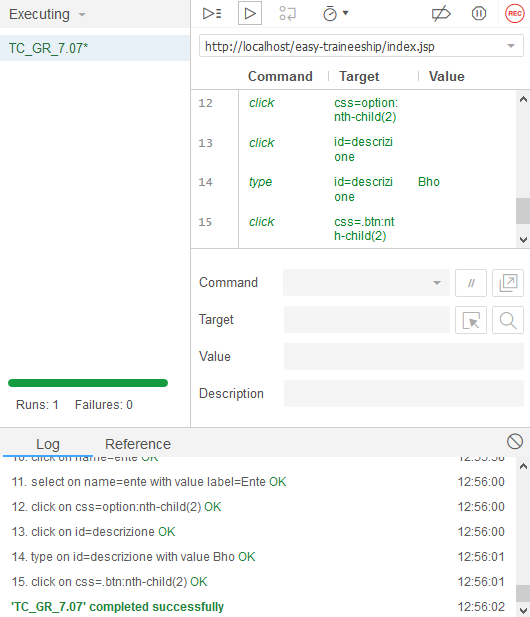 Executing
REC
TC_GR_7.07*
http://localhost/easy-traineeship/index.jsp
Command Target Value
12 click css=option:
nth-child(2)
13 click id=descrizi
one
14 type id=descrizi Bho
one
15 click css=.btn:nt
h-child(2)
Command //
Target
Value
Description
Runs: 1 Failures: 0
Log Reference
10. click on name=ente OK 12:55:58
11. select on name=ente with value label=Ente OK 12:56:00
12. click on css=option:nth-child(2) OK 12:56:00
13. click on id=descrizione OK 12:56:00
14. type on id=descrizione with value Bho OK 12:56:01
15. click on css=.btn:nth-child(2) OK 12:56:01
'TC_GR_7.07' completed successfully 12:56:02